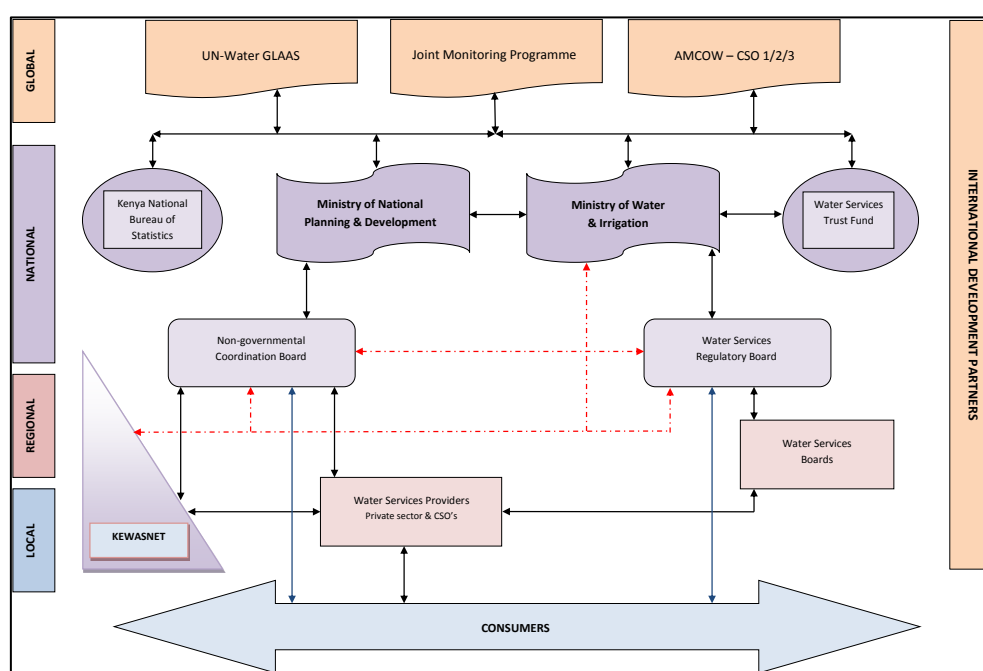 GLOBAL
UN-Water GLAAS
Joint Monitoring Programme
AMCOW – CSO 1/2/3
NATIONAL
Kenya National
Bureau of
Statistics
Ministry of National
Planning & Development
Ministry of Water
& Irrigation
Water Services
Trust Fund
INTERNATIONAL DEVELOPMENT PARTNERS
Non-governmental
Coordination Board
Water Services
Regulatory Board
REGIONAL
Water Services
Boards
LOCAL
KEWASNET
Water Services Providers
Private sector & CSO's
CONSUMERS